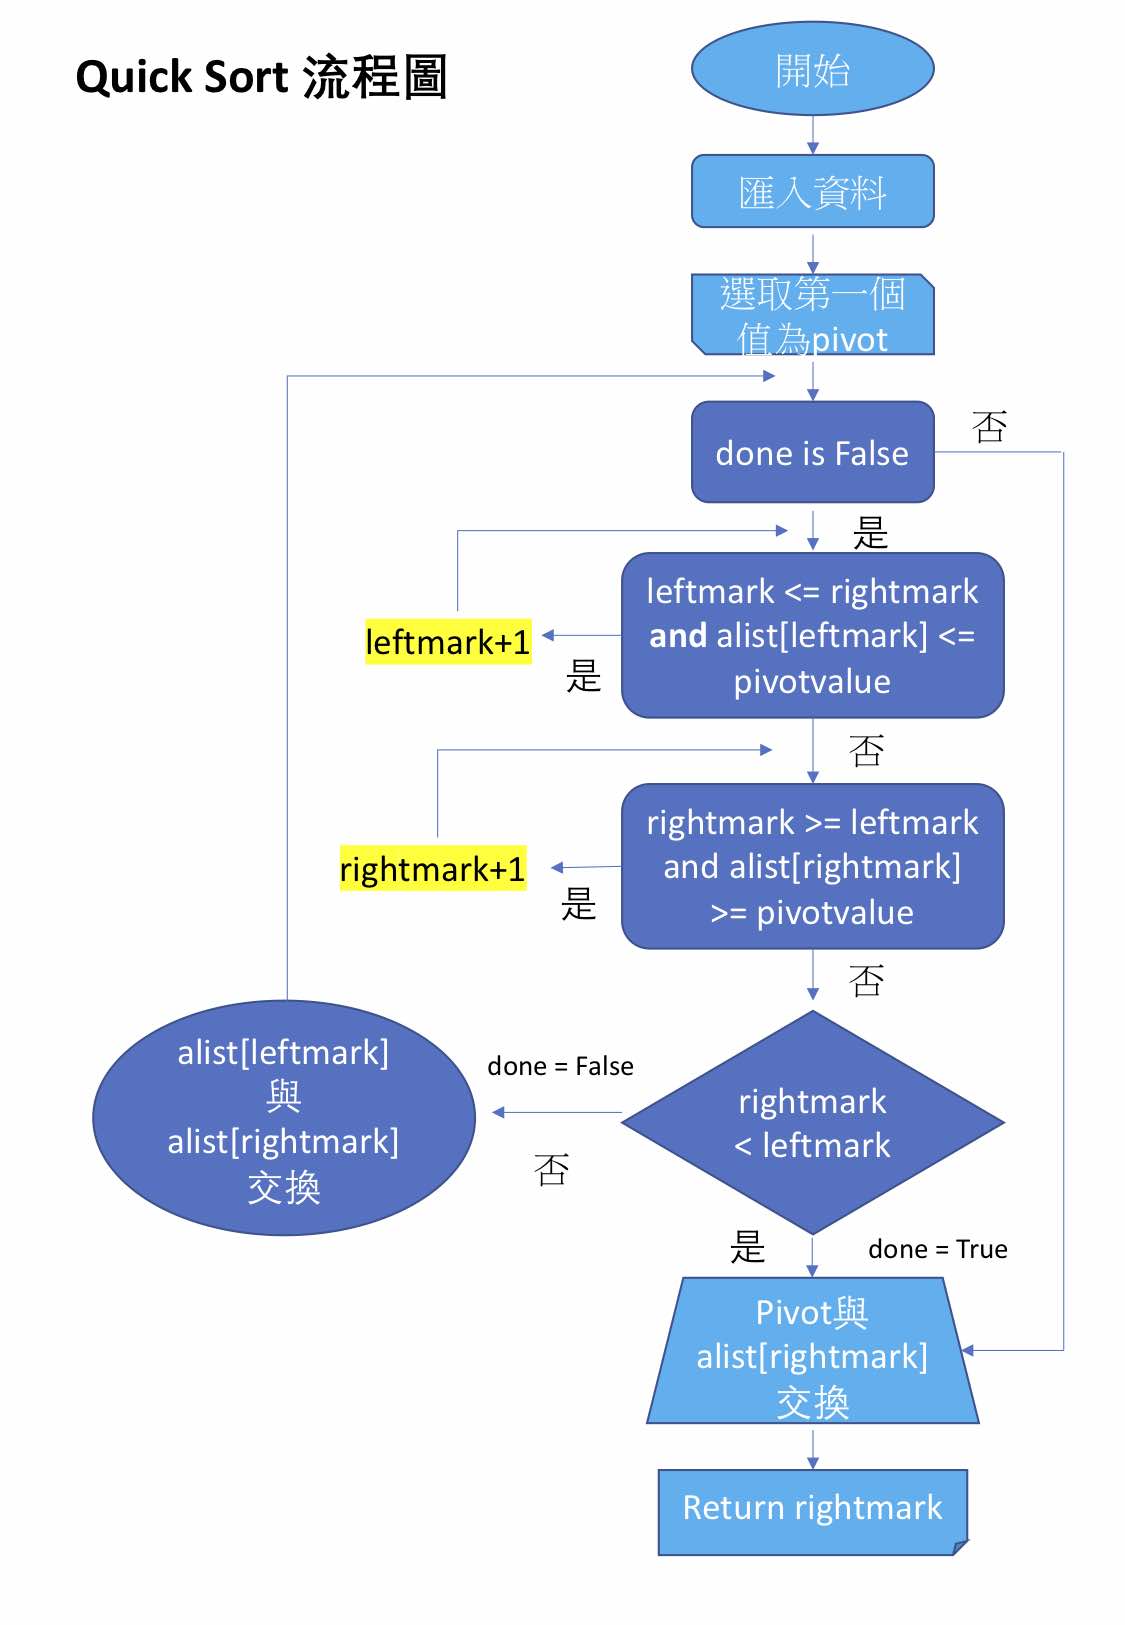 Quick Sort 流程圖
開始
匯入資料
選取第一個
值為pivot
done is False
否
是
leftmark <= rightmark
and alist[leftmark] <=
pivotvalue
leftmark+1
是
否
rightmark >= leftmark
and alist[rightmark]
>= pivotvalue
rightmark+1
是
否
alist[leftmark]
與
alist[rightmark]
交換
done = False
否
rightmark
< leftmark
是
done = True
Pivot與
alist[rightmark]
交換
Return rightmark